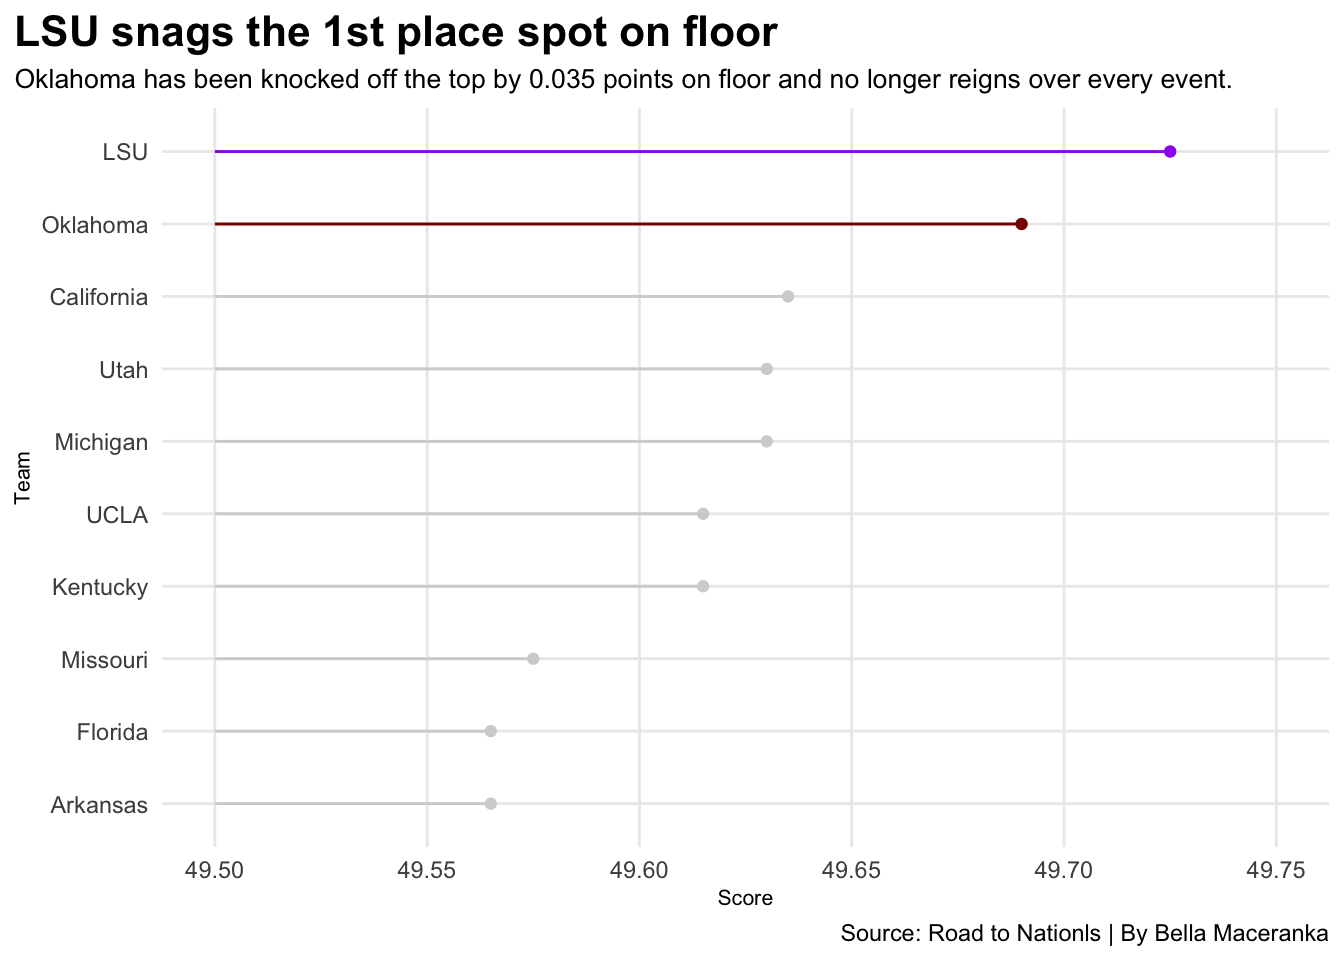 LSU snags the 1st place spot on floor
Oklahoma has been knocked off the top by 0.035 points on floor and no longer reigns over every event.
LSU
Oklahoma
California
Utah
Michigan
UCLA
Kentucky
Missouri
Florida
Arkansas
Team
49.50 49.55 49.60 49.65 49.70 49.75
Score
Source: Road to Nationls | By Bella Maceranka